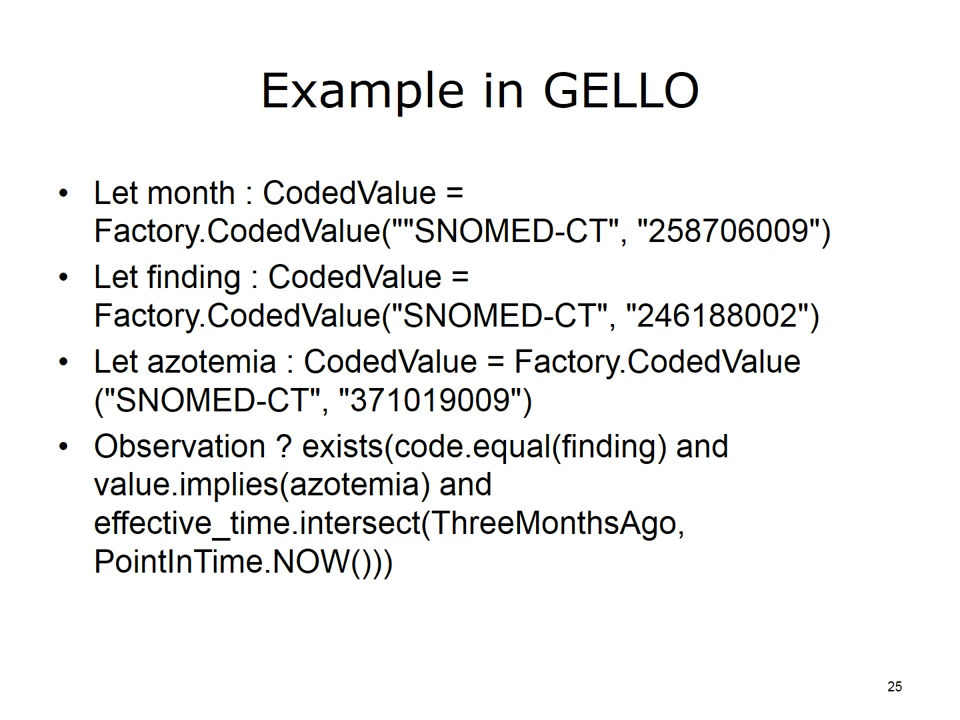 Example in GELLO
• Let month : CodedValue =
Factory.CodedValue(""SNOMED-CT", "258706009")
• Let finding : CodedValue =
Factory.CodedValue("SNOMED-CT", "246188002")
• Let azotemia : CodedValue = Factory.CodedValue
("SNOMED-CT", "371019009")
• Observation ? exists(code.equal(finding) and
value.implies(azotemia) and
effective_time.intersect(ThreeMonthsAgo,
PointInTime.NOW()))
25